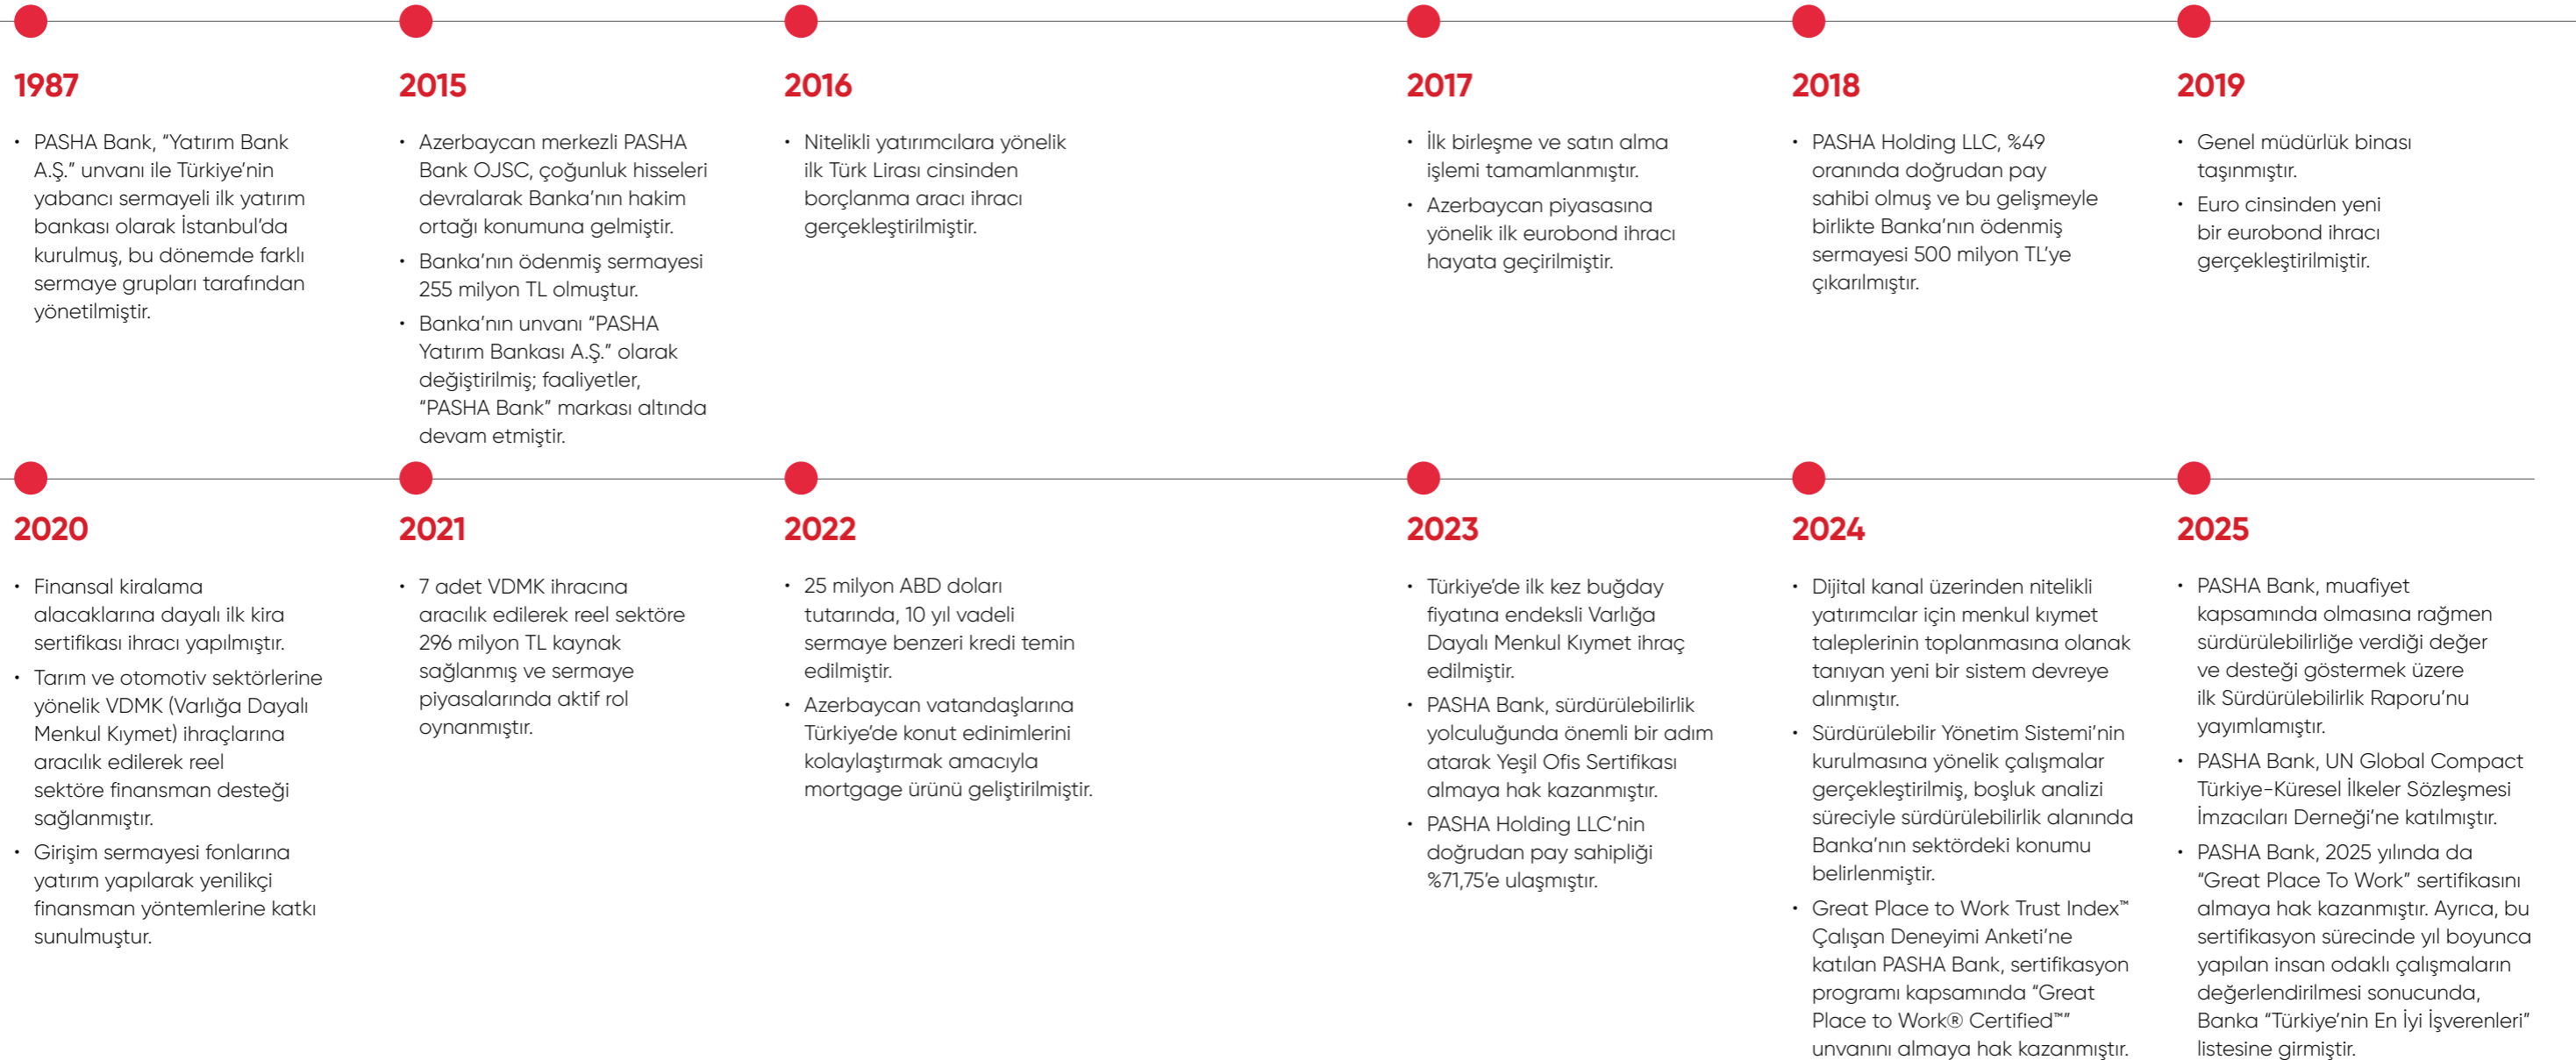 1987
• PASHA Bank, “Yatırım Bank
A.Ş.” unvanı ile Türkiye’nin
yabancı sermayeli ilk yatırım
bankası olarak İstanbul’da
kurulmuş, bu dönemde farklı
sermaye grupları tarafından
yönetilmiştir.
2015
• Azerbaycan merkezli PASHA
Bank OJSC, çoğunluk hisseleri
devralarak Banka’nın hakim
ortağı konumuna gelmiştir.
• Banka’nın ödenmiş sermayesi
255 milyon TL olmuştur.
• Banka’nın unvanı “PASHA
Yatırım Bankası A.Ş.” olarak
değiştirilmiş; faaliyetler,
“PASHA Bank” markası altında
devam etmiştir.
2016
• Nitelikli yatırımcılara yönelik
ilk Türk Lirası cinsinden
borçlanma aracı ihracı
gerçekleştirilmiştir.
2017
• İlk birleşme ve satın alma
işlemi tamamlanmıştır.
• Azerbaycan piyasasına
yönelik ilk eurobond ihracı
hayata geçirilmiştir.
2018
• PASHA Holding LLC, %49
oranında doğrudan pay
sahibi olmuş ve bu gelişmeyle
birlikte Banka’nın ödenmiş
sermayesi 500 milyon TL’ye
çıkarılmıştır.
2019
• Genel müdürlük binası
taşınmıştır.
• Euro cinsinden yeni
bir eurobond ihracı
gerçekleştirilmiştir.
2020
• Finansal kiralama
alacaklarına dayalı ilk kira
sertifikası ihracı yapılmıştır.
• Tarım ve otomotiv sektörlerine
yönelik VDMK (Varlığa Dayalı
Menkul Kıymet) ihraçlarına
aracılık edilerek reel
sektöre finansman desteği
sağlanmıştır.
• Girişim sermayesi fonlarına
yatırım yapılarak yenilikçi
finansman yöntemlerine katkı
sunulmuştur.
2021
• 7 adet VDMK ihracına
aracılık edilerek reel sektöre
296 milyon TL kaynak
sağlanmış ve sermaye
piyasalarında aktif rol
oynanmıştır.
2022
• 25 milyon ABD doları
tutarında, 10 yıl vadeli
sermaye benzeri kredi temin
edilmiştir.
• Azerbaycan vatandaşlarına
Türkiye’de konut edinimlerini
kolaylaştırmak amacıyla
mortgage ürünü geliştirilmiştir.
2023
• Türkiye’de ilk kez buğday
fiyatına endeksli Varlığa
Dayalı Menkul Kıymet ihraç
edilmiştir.
• PASHA Bank, sürdürülebilirlik
yolculuğunda önemli bir adım
atarak Yeşil Ofis Sertifikası
almaya hak kazanmıştır.
• PASHA Holding LLC’nin
doğrudan pay sahipliği
%71,75’e ulaşmıştır.
2024
• Dijital kanal üzerinden nitelikli
yatırımcılar için menkul kıymet
taleplerinin toplanmasına olanak
tanıyan yeni bir sistem devreye
alınmıştır.
• Sürdürülebilir Yönetim Sistemi’nin
kurulmasına yönelik çalışmalar
gerçekleştirilmiş, boşluk analizi
süreciyle sürdürülebilirlik alanında
Banka’nın sektördeki konumu
belirlenmiştir.
• Great Place to Work Trust Index™
Çalışan Deneyimi Anketi’ne
katılan PASHA Bank, sertifikasyon
programı kapsamında “Great
Place to Work® Certified™”
unvanını almaya hak kazanmıştır.
2025
• PASHA Bank, muafiyet
kapsamında olmasına rağmen
sürdürülebilirliğe verdiği değer
ve desteği göstermek üzere
ilk Sürdürülebilirlik Raporu’nu
yayımlamıştır.
• PASHA Bank, UN Global Compact
Türkiye-Küresel İlkeler Sözleşmesi
İmzacıları Derneği’ne katılmıştır.
• PASHA Bank, 2025 yılında da
“Great Place To Work” sertifikasını
almaya hak kazanmıştır. Ayrıca, bu
sertifikasyon sürecinde yıl boyunca
yapılan insan odaklı çalışmaların
değerlendirilmesi sonucunda,
Banka “Türkiye’nin En İyi İşverenleri”
listesine girmiştir.